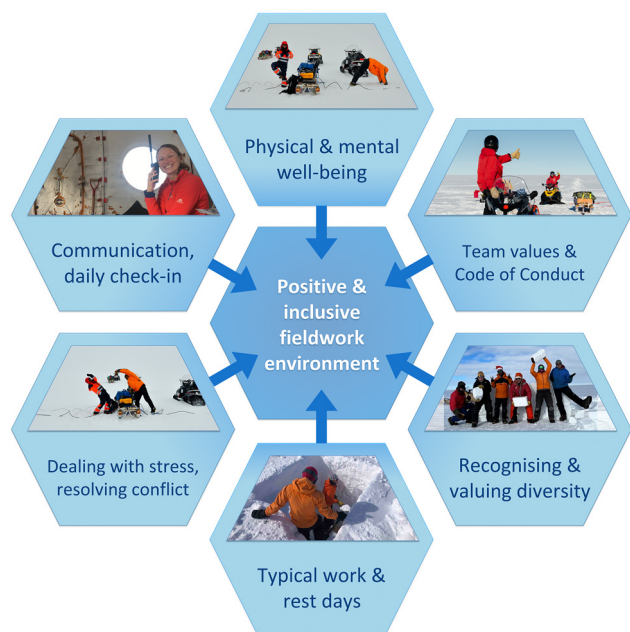 Physical & mental
well-being
Communication,
daily check-in
Team values &
Code of Conduct
Positive &
inclusive
fieldwork
environment
Dealing with stress,
resolving conflict
Recognising &
valuing diversity
Typical work &
rest days